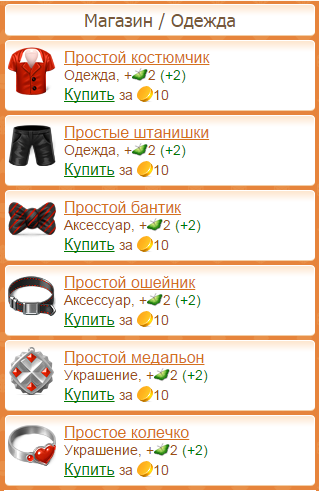 Магазин / Одежда
Простой костюмчик
Одежда, +2 (+2)
Купить за 10
Простые штанишки
Одежда, +2 (+2)
Купить за 10
Простой бантик
Аксессуар, +2 (+2)
Купить за 10
Простой ошейник
Аксессуар, +2 (+2)
Купить за 10
Простой медальон
Украшение, +2 (+2)
Купить за 10
Простое колечко
Украшение, +2 (+2)
Купить за 10